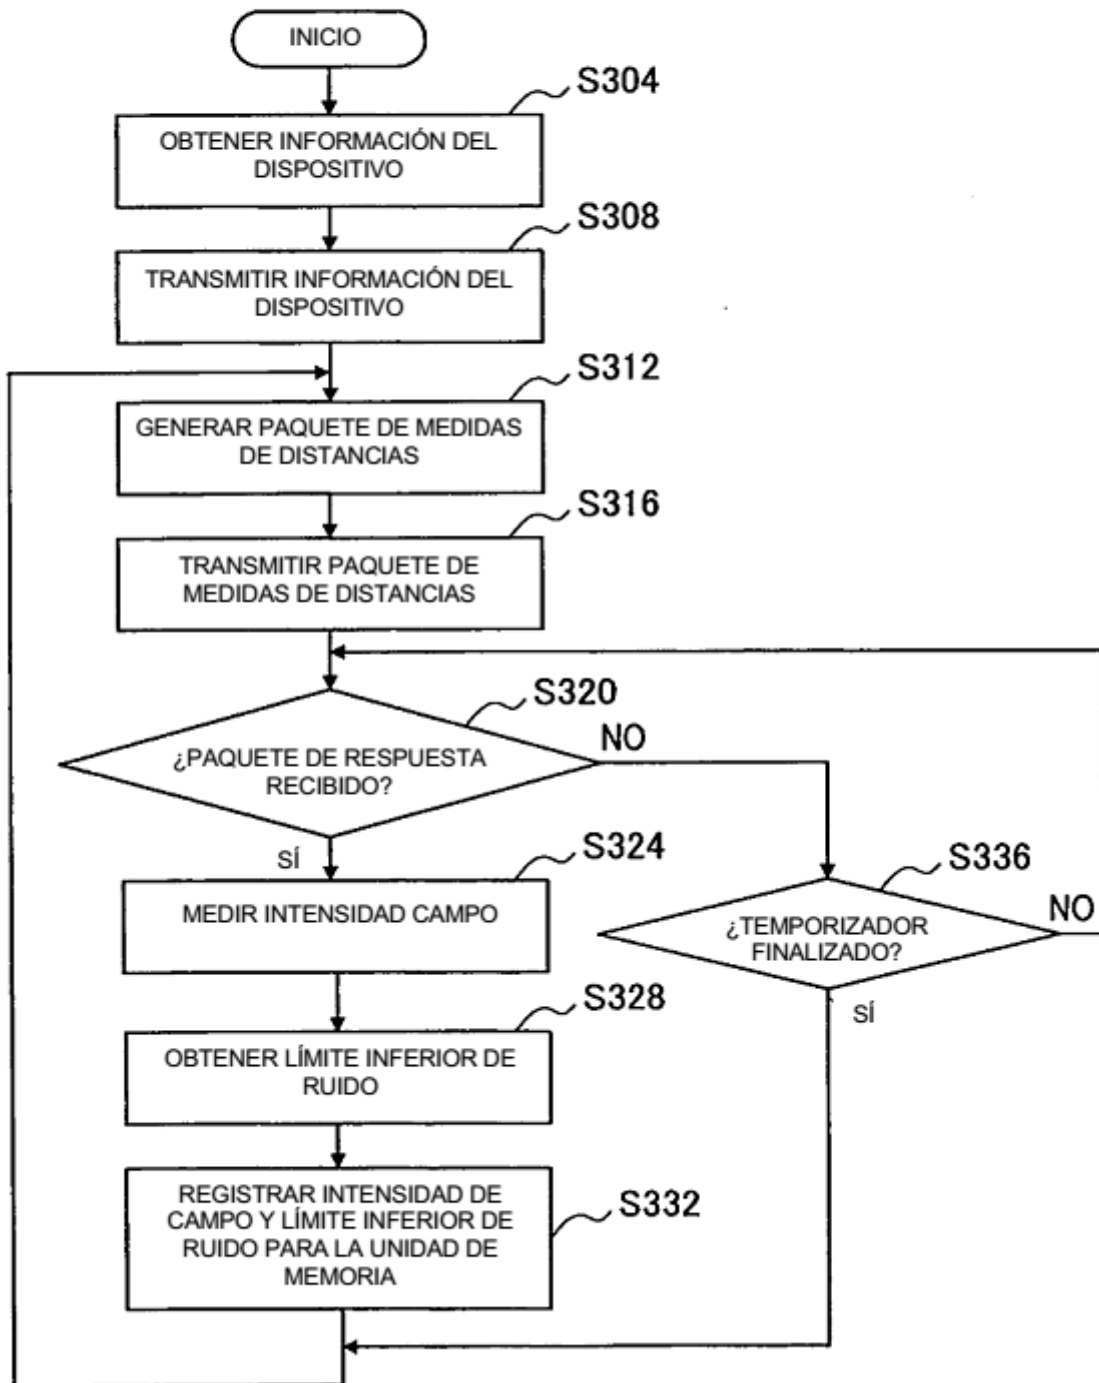 INICIO
S304
OBTENER INFORMACIÓN DEL
DISPOSITIVO
S308
TRANSMITIR INFORMACIÓN DEL
DISPOSITIVO
S312
GENERAR PAQUETE DE MEDIDAS
DE DISTANCIAS
S316
TRANSMITIR PAQUETE DE
MEDIDAS DE DISTANCIAS
S320
NO
¿PAQUETE DE RESPUESTA
RECIBIDO?
SÍ
S324
MEDIR INTENSIDAD CAMPO
S336
NO
¿TEMPORIZADOR
FINALIZADO?
SÍ
S328
OBTENER LÍMITE INFERIOR DE
RUIDO
S332
REGISTRAR INTENSIDAD DE
CAMPO Y LÍMITE INFERIOR DE
RUIDO PARA LA UNIDAD DE
MEMORIA